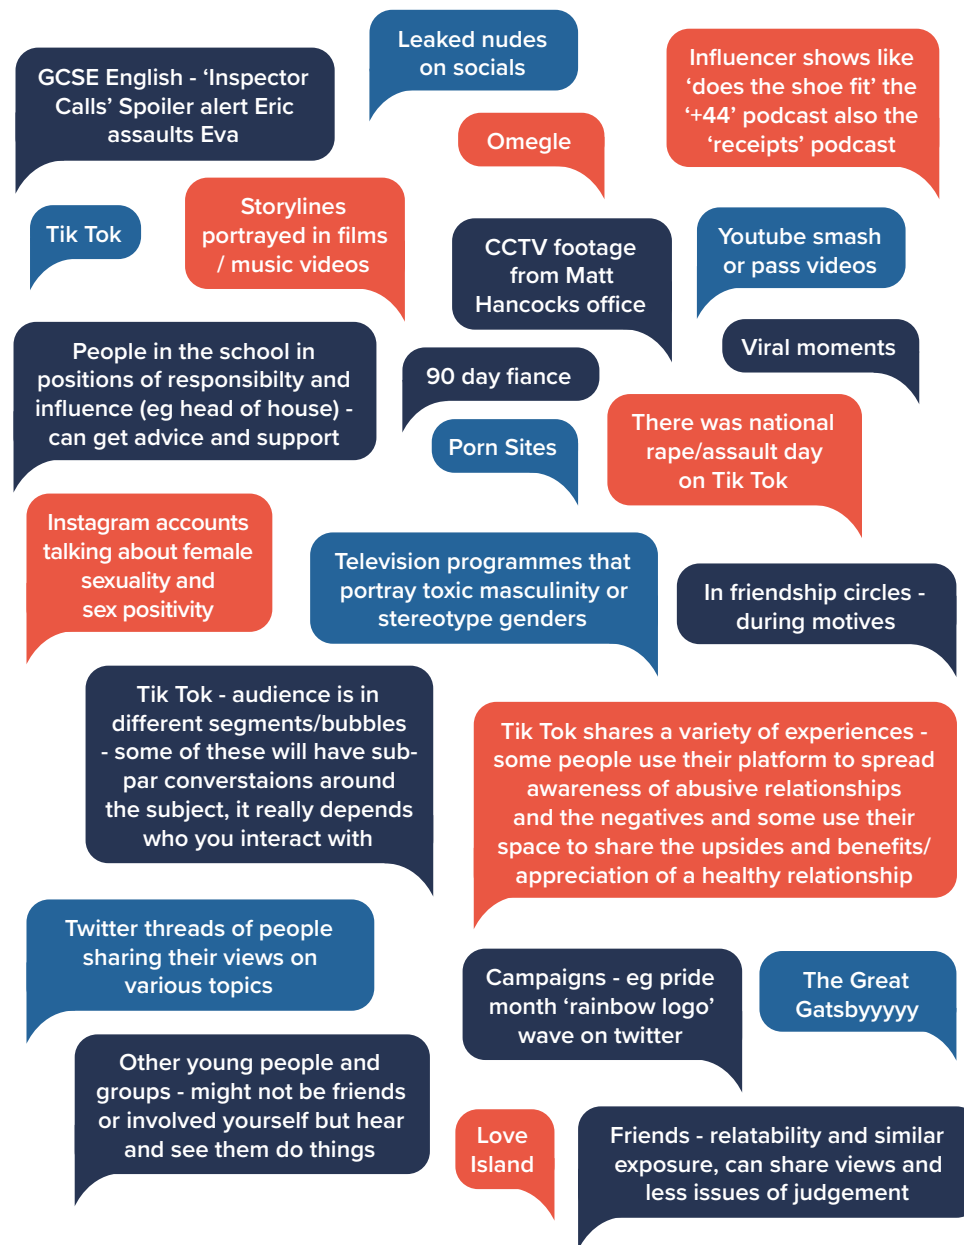 Leaked nudes
on socials
GCSE English - ‘Inspector
Calls’ Spoiler alert Eric
assaults Eva
Influencer shows like
‘does the shoe fit’ the
‘+44’ podcast also the
‘receipts’ podcast
Omegle
Tik Tok
Storylines
portrayed in films
/ music videos
CCTV footage
from Matt
Hancocks office
Youtube smash
or pass videos
People in the school in
positions of responsibilty and
influence (eg head of house) -
can get advice and support
90 day fiance
Viral moments
Porn Sites
There was national
rape/assault day
on Tik Tok
Instagram accounts
talking about female
sexuality and
sex positivity
Television programmes that
portray toxic masculinity or
stereotype genders
In friendship circles -
during motives
Tik Tok - audience is in
different segments/bubbles
- some of these will have sub-
par converstaions around
the subject, it really depends
who you interact with
Tik Tok shares a variety of experiences -
some people use their platform to spread
awareness of abusive relationships
and the negatives and some use their
space to share the upsides and benefits/
appreciation of a healthy relationship
Twitter threads of people
sharing their views on
various topics
Campaigns - eg pride
month ‘rainbow logo’
wave on twitter
The Great
Gatsbyyyyy
Other young people and
groups - might not be friends
or involved yourself but hear
and see them do things
Love
Island
Friends - relatability and similar
exposure, can share views and
less issues of judgement